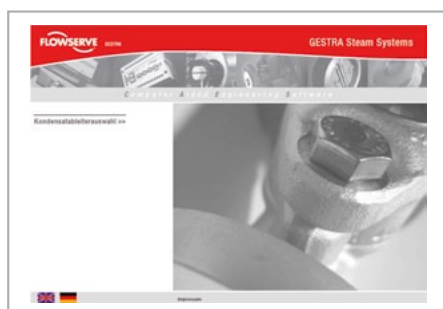 FLOWSERVE GESTRA
GESTRA Steam Systems
Computer Aided Engineering Software
Kondensatableiterauswahl >>
Impressum